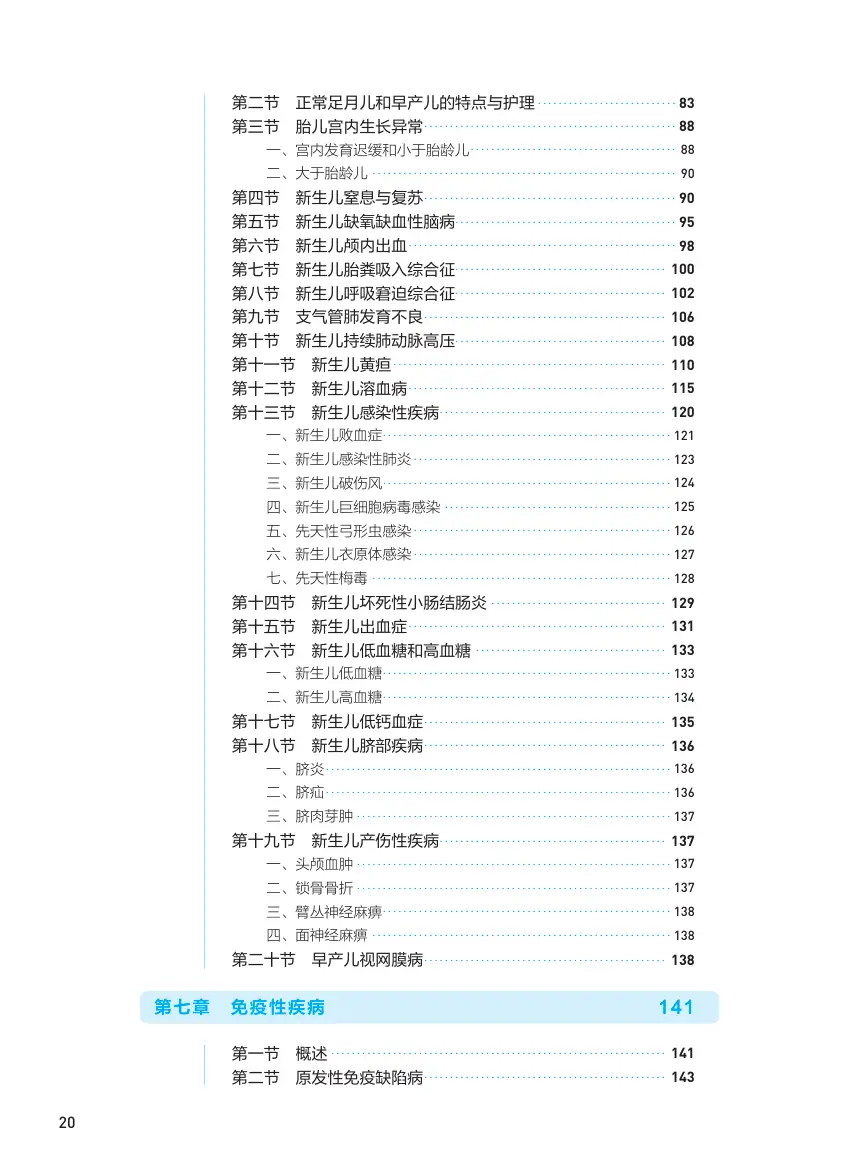 第二节 正常足月儿和早产儿的特点与护理 83
第三节 胎儿宫内生长异常 88
一、宫内发育迟缓和小于胎龄儿 88
二、大于胎龄儿 90
第四节 新生儿窒息与复苏 90
第五节 新生儿缺氧缺血性脑病 95
第六节 新生儿颅内出血 98
第七节 新生儿胎粪吸入综合征 100
第八节 新生儿呼吸窘迫综合征 102
第九节 支气管肺发育不良 106
第十节 新生儿持续肺动脉高压 108
第十一节 新生儿黄疸 110
第十二节 新生儿溶血病 115
第十三节 新生儿感染性疾病 120
一、新生儿败血症 121
二、新生儿感染性肺炎 123
三、新生儿破伤风 124
四、新生儿巨细胞病毒感染 125
五、先天性弓形虫感染 126
六、新生儿衣原体感染 127
七、先天性梅毒 128
第十四节 新生儿坏死性小肠结肠炎 129
第十五节 新生儿出血症 131
第十六节 新生儿低血糖和高血糖 133
一、新生儿低血糖 133
二、新生儿高血糖 134
第十七节 新生儿低钙血症 135
第十八节 新生儿脐部疾病 136
一、脐炎 136
二、脐疝 136
三、脐肉芽肿 137
第十九节 新生儿产伤性疾病 137
一、头颅血肿 137
二、锁骨骨折 137
三、臂丛神经麻痹 138
四、面神经麻痹 138
第二十节 早产儿视网膜病 138
第七章 免疫性疾病 141
第一节 概述 141
第二节 原发性免疫缺陷病 143
20